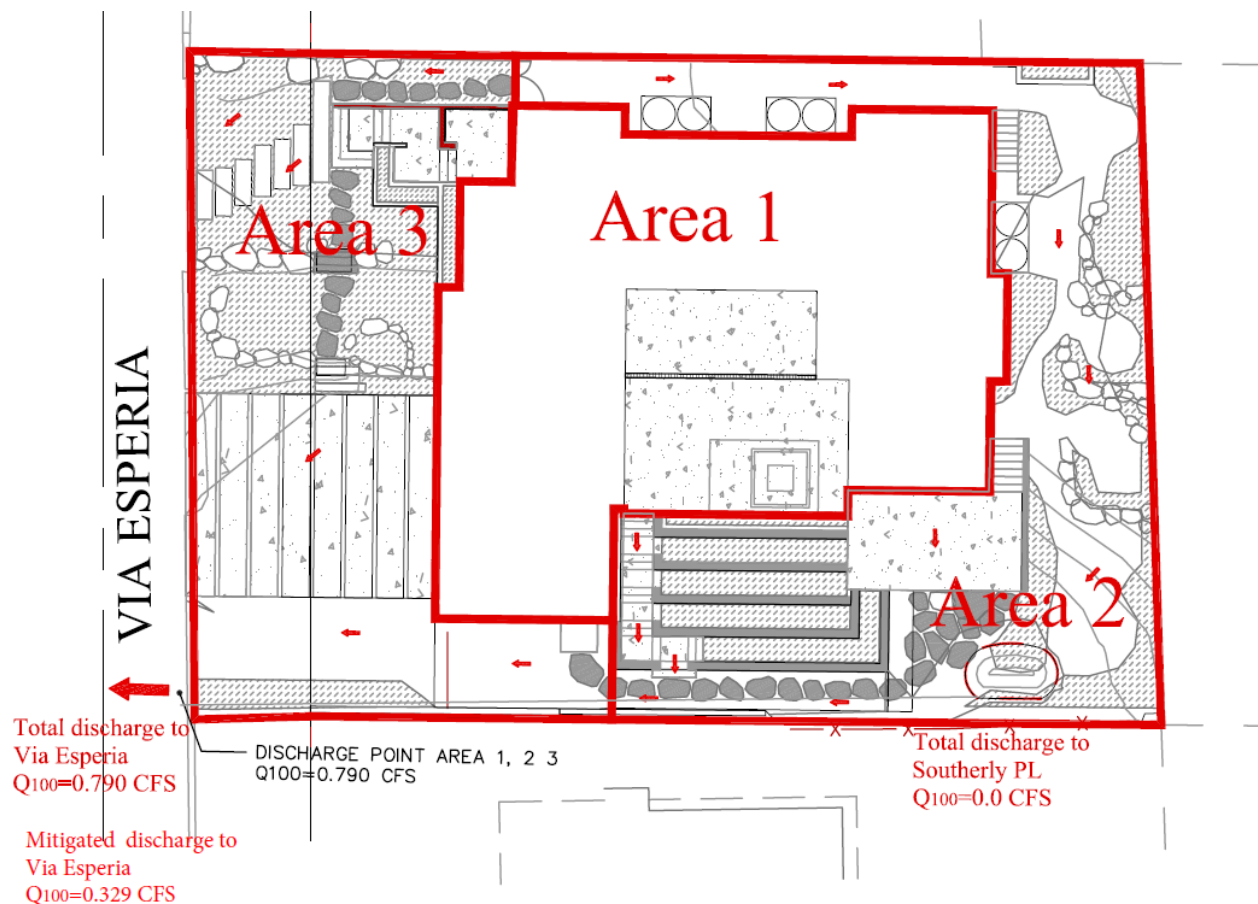 Area 1
Area 3
VIA ESPERIA
Area 2
Total discharge to
Via Esperia
Q100=0.790 CFS
DISCHARGE POINT AREA 1, 2 3
Q100=0.790 CFS
Total discharge to
Southerly PL
Q100=0.0 CFS
Mitigated discharge to
Via Esperia
Q100=0.329 CFS